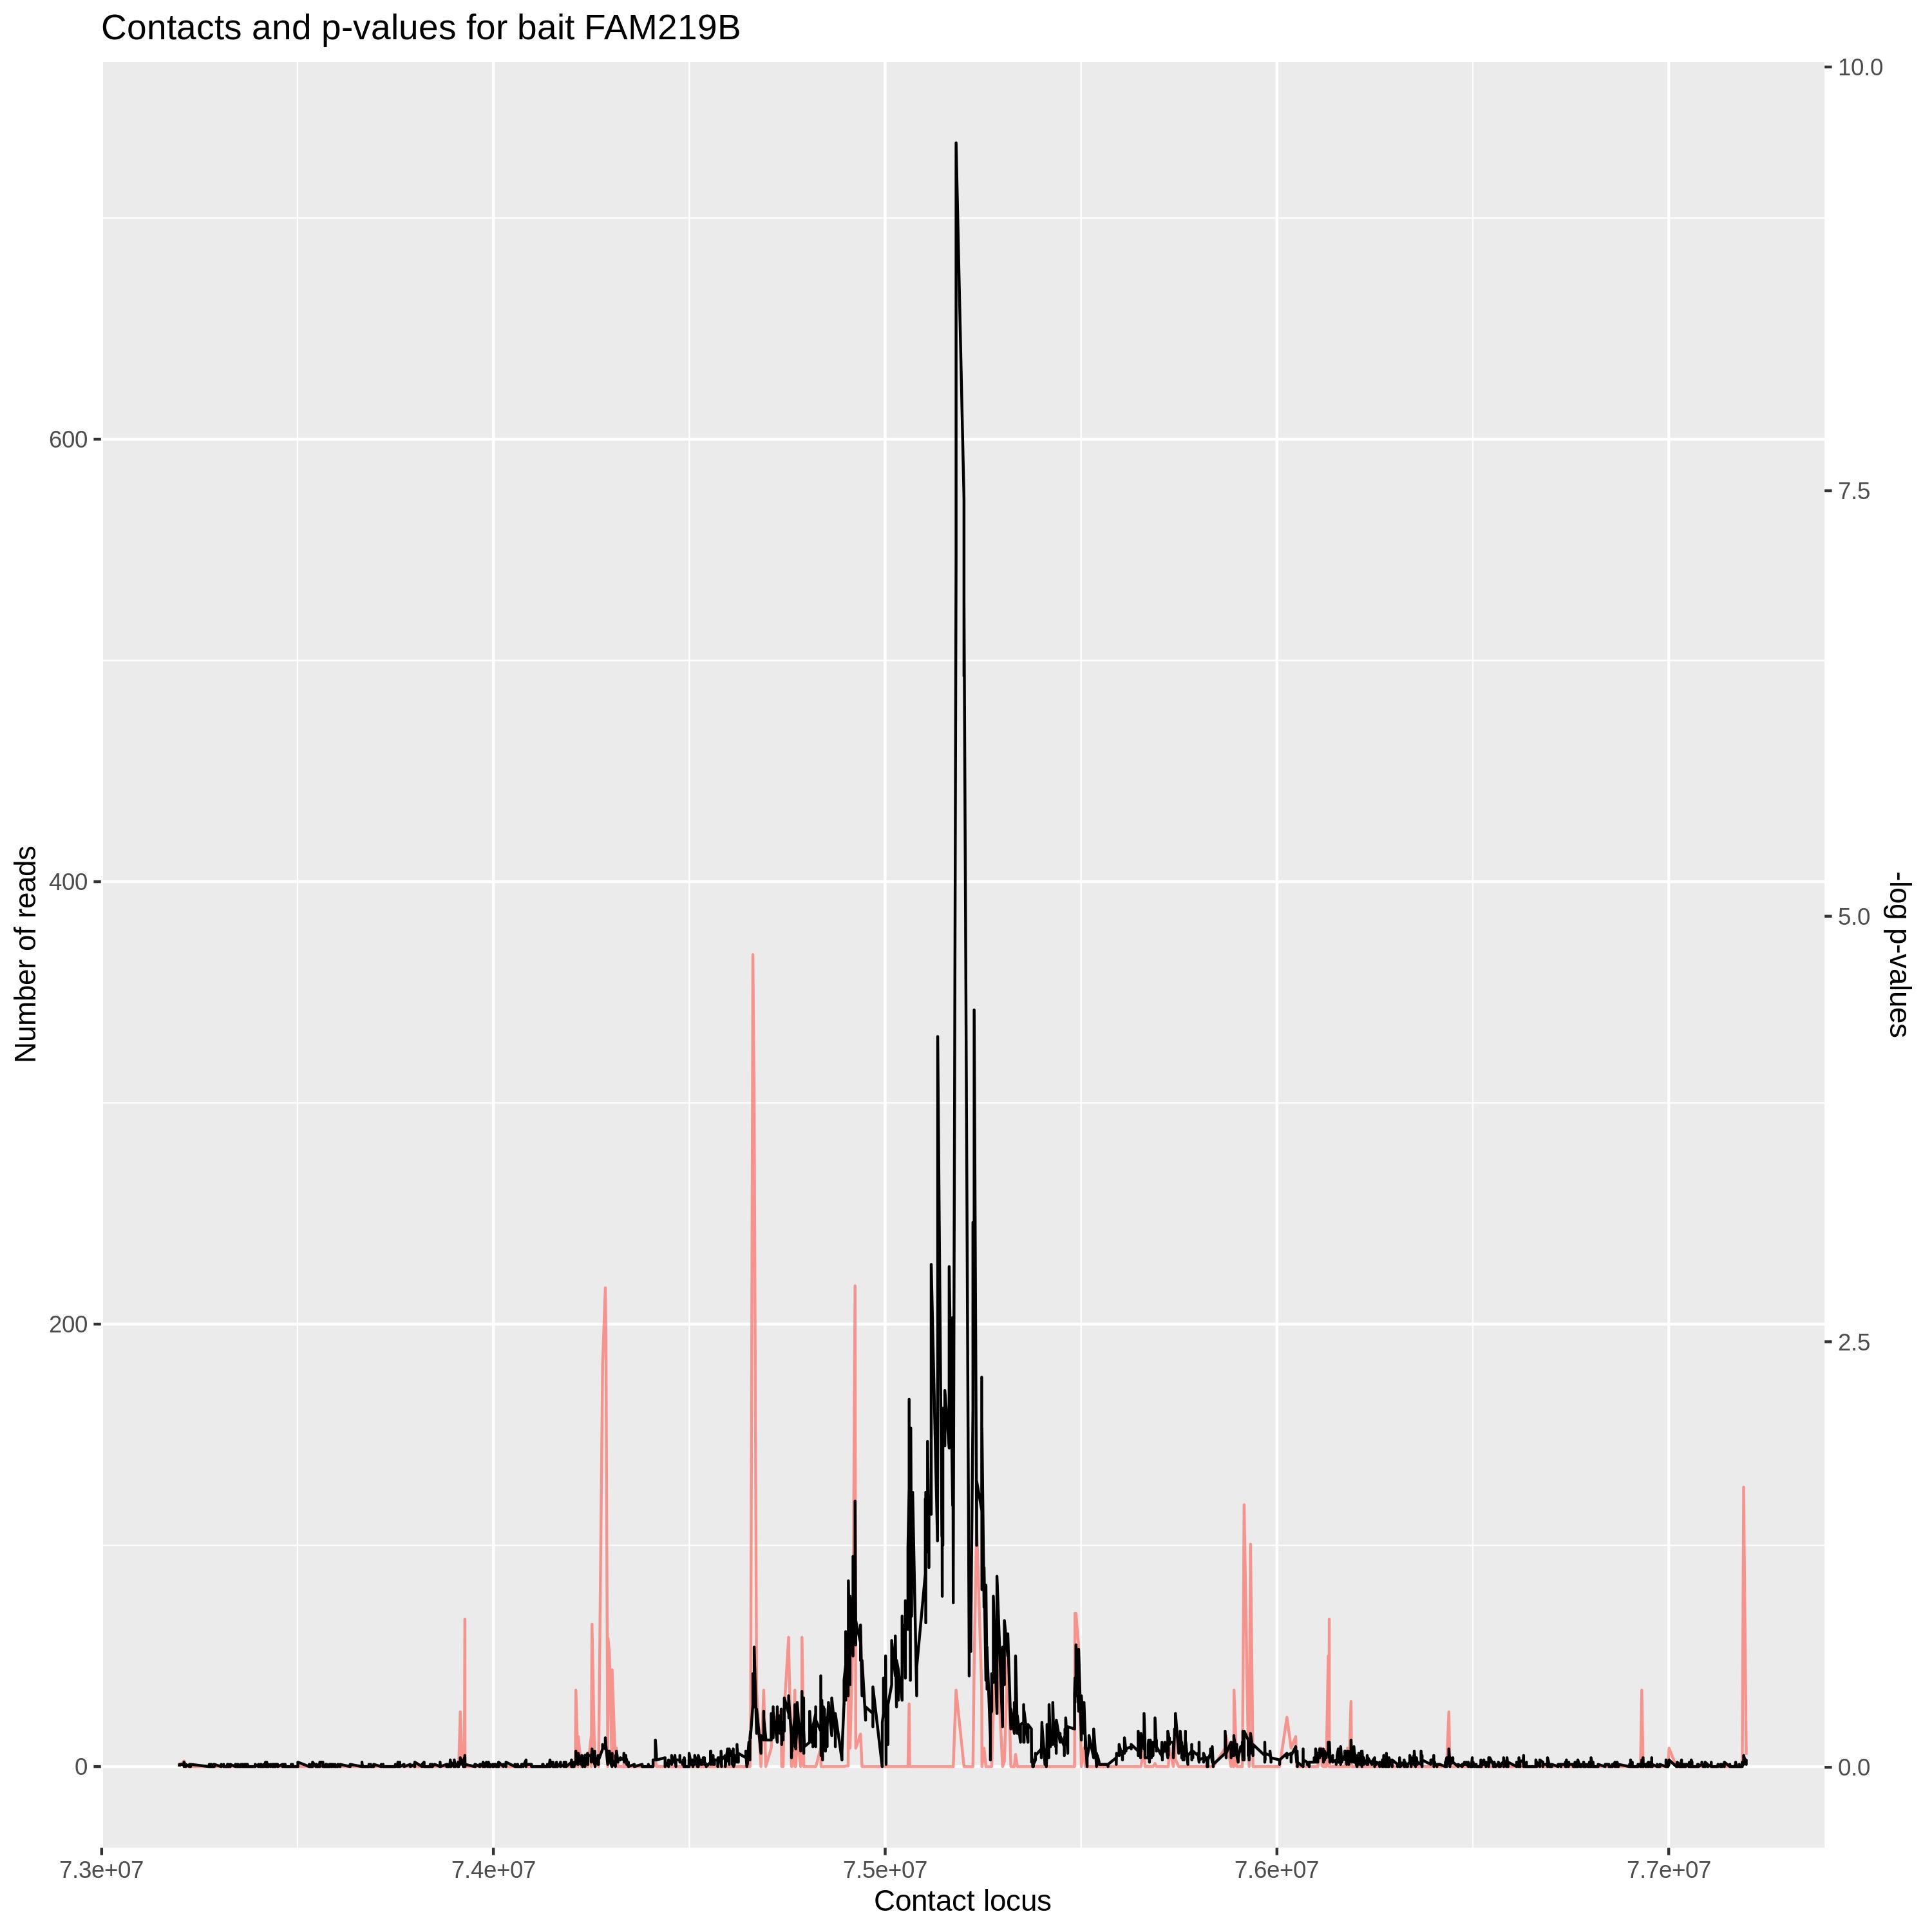 Contacts and p-values for bait FAM219B
10.0
7.5
5.0
2.5
0.0
600
400
200
0
Number of reads
-log p-values
7.3e+07
7.4e+07
7.5e+07
7.6e+07
7.7e+07
Contact locus